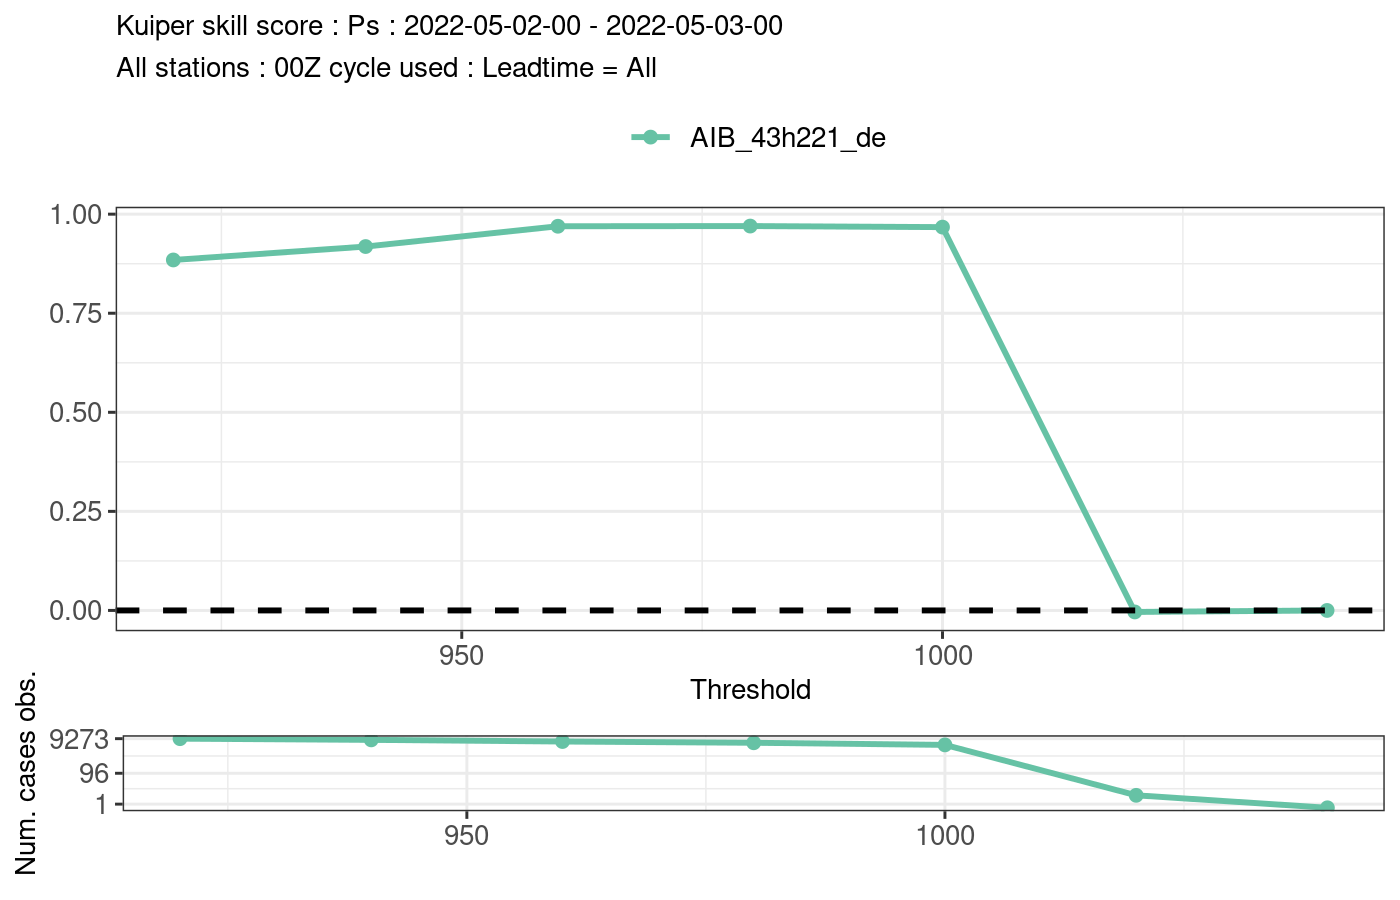 Kuiper skill score : Ps : 2022-05-02-00 - 2022-05-03-00
All stations : 00Z cycle used : Leadtime = All
AIB_43h221_de
1.00
0.75
0.50
0.25
0.00
950
1000
Threshold
Num. cases obs.
9273
96
1
950
1000